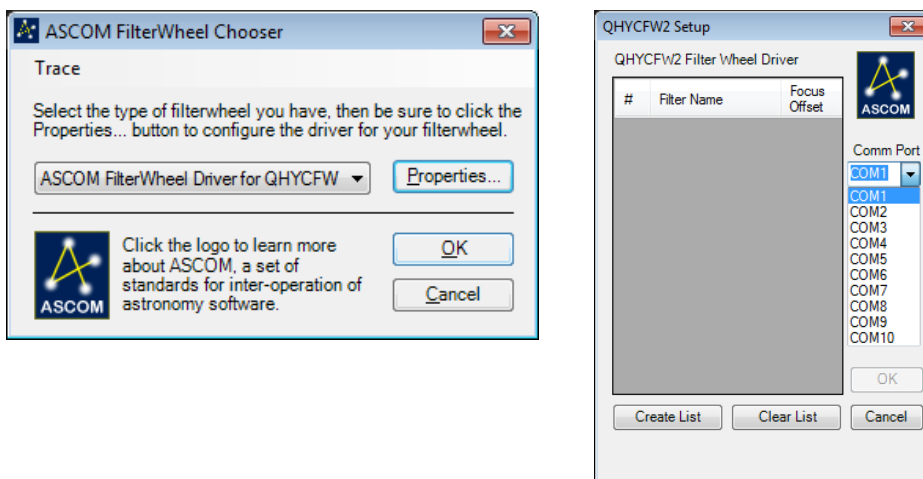 ASCOM FilterWheel Chooser
Trace
Select the type of filterwheel you have, then be sure to click the
Properties... button to configure the driver for your filterwheel.
ASCOM FilterWheel Driver for QHYCFW
Properties...
Click the logo to learn more
about ASCOM, a set of
standards for inter-operation of
astronomy software.
ASCOM
OK
Cancel
QHYCFW2 Setup
QHYCFW2 Filter Wheel Driver
# Filter Name Focus
Offset
ASCOM
Comm Port
COM1
COM1
COM2
COM3
COM4
COM5
COM6
COM7
COM8
COM9
COM10
OK
Create List Clear List Cancel